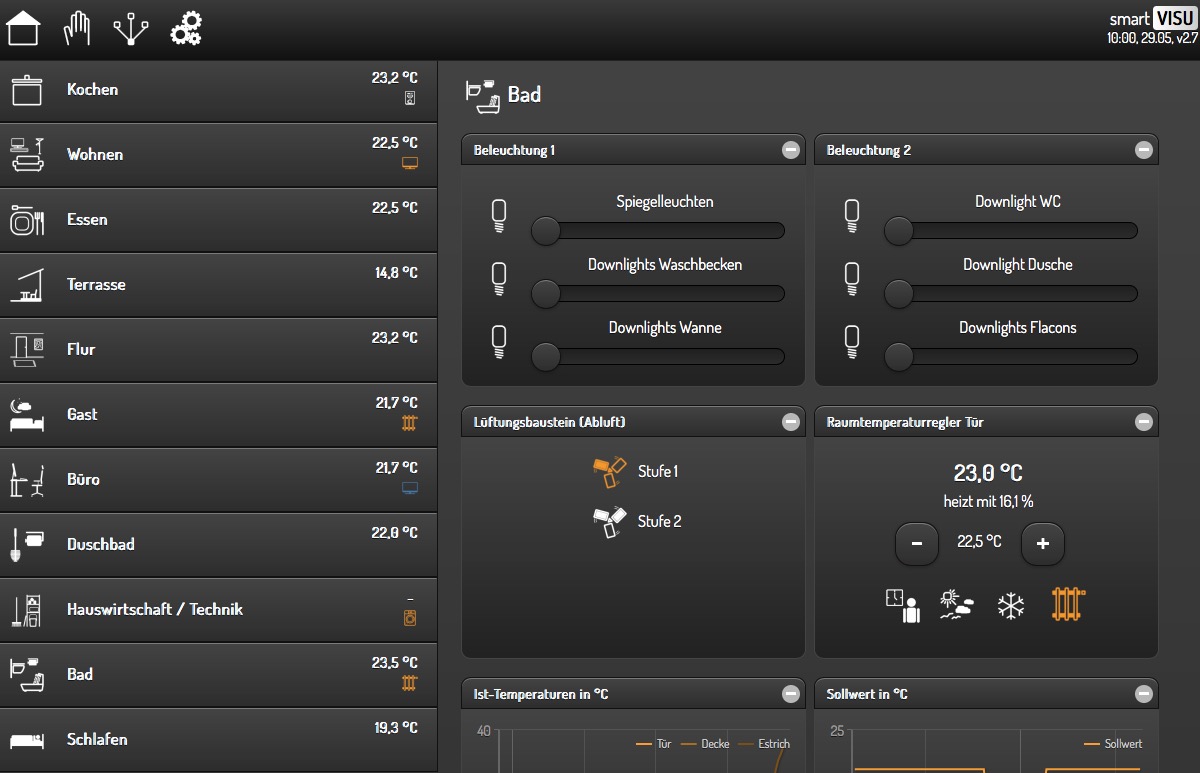 smart VISU
10:00, 29.05, v2.7
Kochen
23,2 °C
Wohnen
22,5 °C
Essen
22,5 °C
Terrasse
14,8 °C
Flur
23,2 °C
Gast
21,7 °C
Büro
21,7 °C
Duschbad
22,0 °C
Hauswirtschaft / Technik
–
Bad
23,5 °C
Schlafen
19,3 °C
Bad
Beleuchtung 1
Spiegelleuchten
Downlights Waschbecken
Downlights Wanne
Beleuchtung 2
Downlight WC
Downlight Dusche
Downlights Flacons
Lüftungsbaustein (Abluft)
Stufe 1
Stufe 2
Raumtemperaturregler Tür
23,0 °C
heizt mit 16,1 %
- 22,5 °C +
Ist-Temperaturen in °C
40
Tür Decke Estrich
Sollwert in °C
25
Sollwert